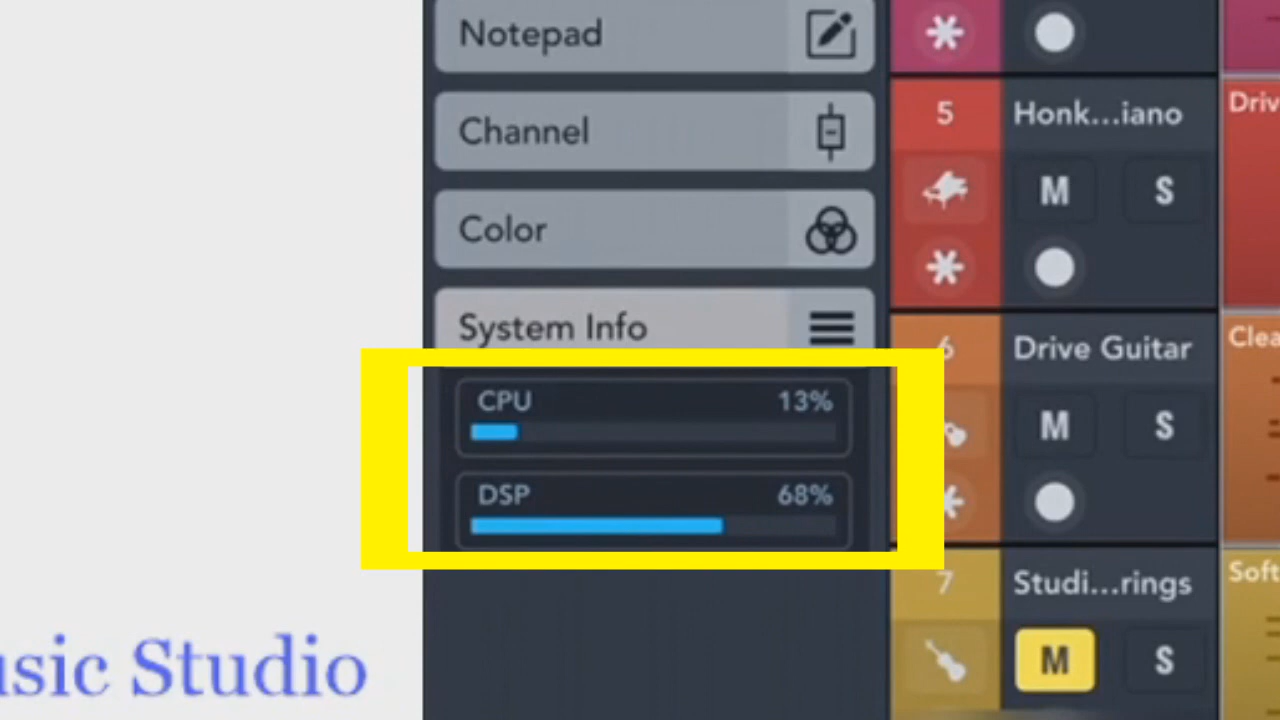 Notepad
Channel
Color
System Info
CPU 13%
DSP 68%
Music Studio
5 Honk...iano
M S
6 Drive Guitar
M S
7 Studi...rings
M S
Driv
Clea
Soft